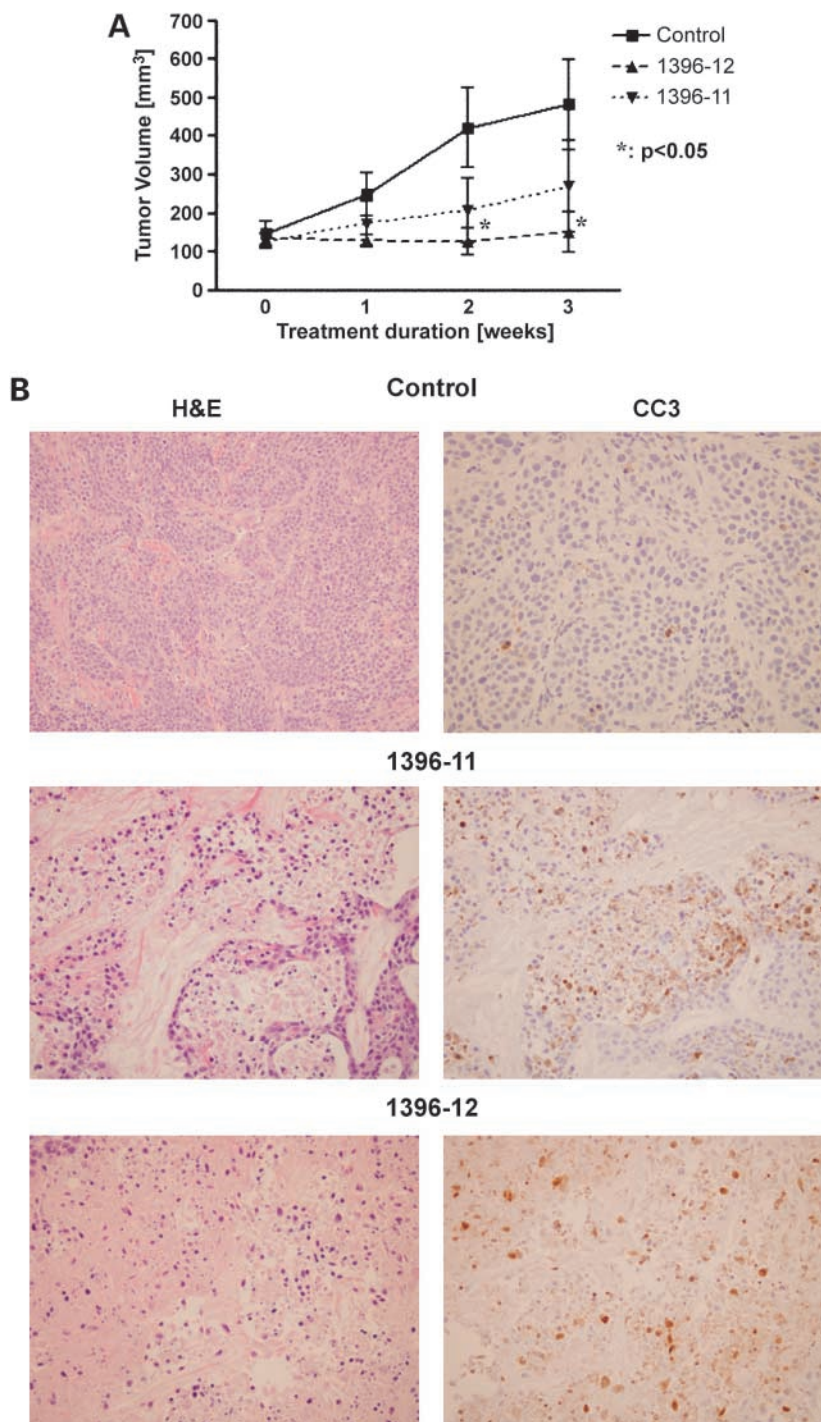 A
700
600
500
400
300
200
100
0
Tumor Volume [mm³]
0 1 2 3
Treatment duration [weeks]
Control
1396-12
1396-11
*: p<0.05
*
*
B
Control
H&E CC3
1396-11
1396-12